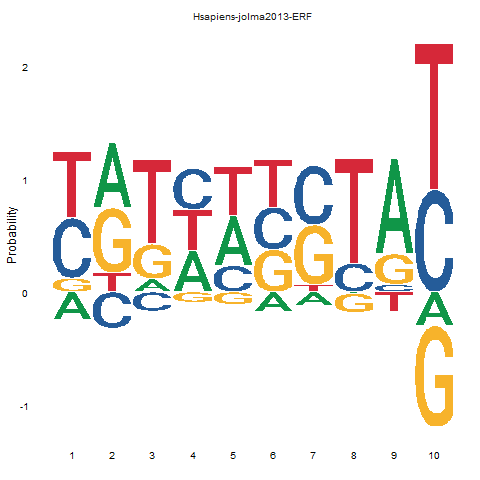 Hsapiens-jolma2013-ERF
Probability
2
1
0
-1
T C G A
A G T C
T G A C
C T A G
T A C G
T C G A
C G T A
T C A G
A G C T
T C A G
1 2 3 4 5 6 7 8 9 10